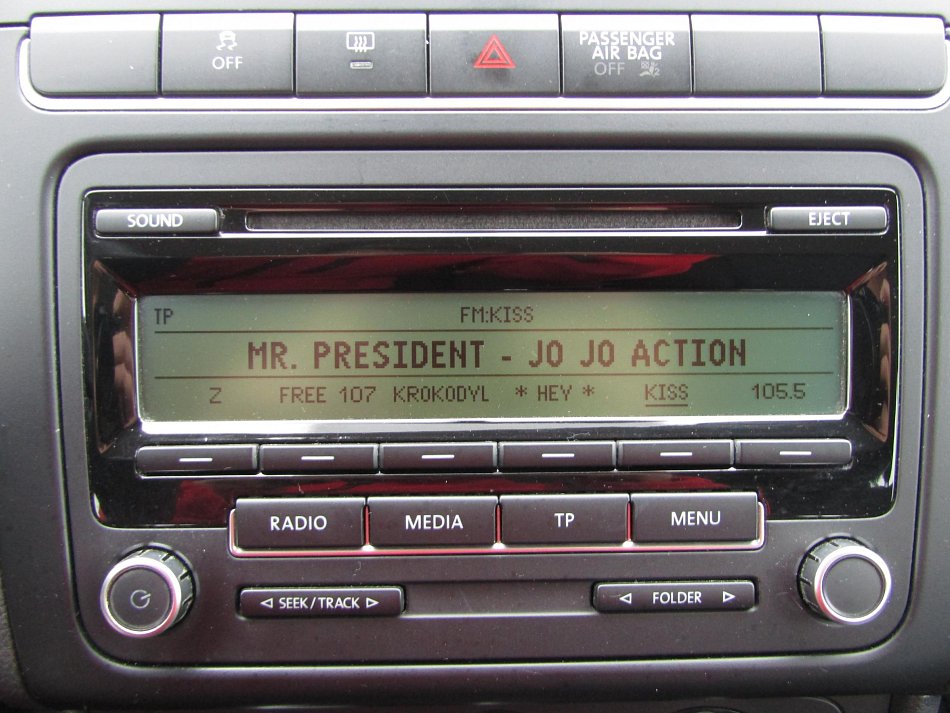 OFF
PASSENGER
AIR BAG
OFF
SOUND
EJECT
TP FM:KISS
MR. PRESIDENT - JO JO ACTION
Z FREE 107 KROKODYL * HEY * KISS 105.5
RADIO MEDIA TP MENU
SEEK/TRACK FOLDER